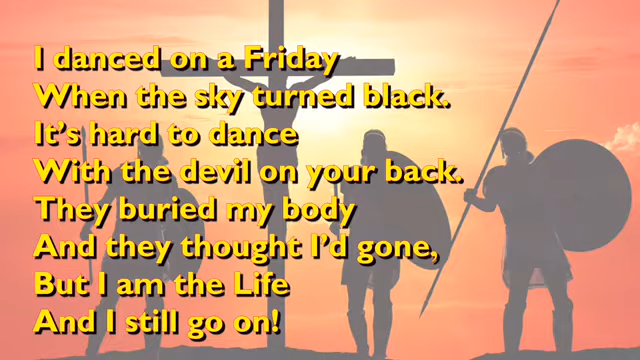 I danced on a Friday
When the sky turned black.
It's hard to dance
With the devil on your back.
They buried my body
And they thought I'd gone,
But I am the Life
And I still go on!